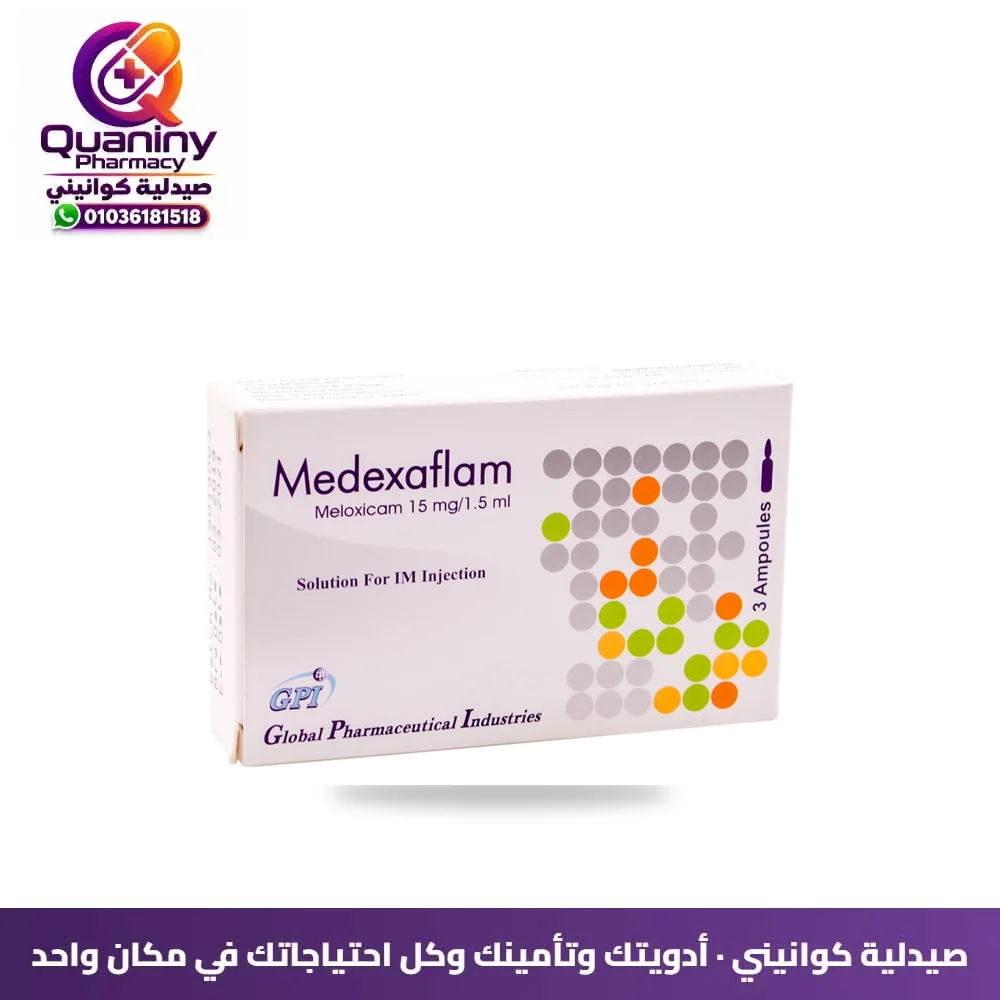 Quaniny
Pharmacy
صيدلية كوانيني
01036181518
Medexaflam
Meloxicam 15 mg/1.5 ml
Solution For IM Injection
3 Ampoules
GPI
Global Pharmaceutical Industries
صيدلية كوانيني · أدويتك وتأمينك وكل احتياجاتك في مكان واحد